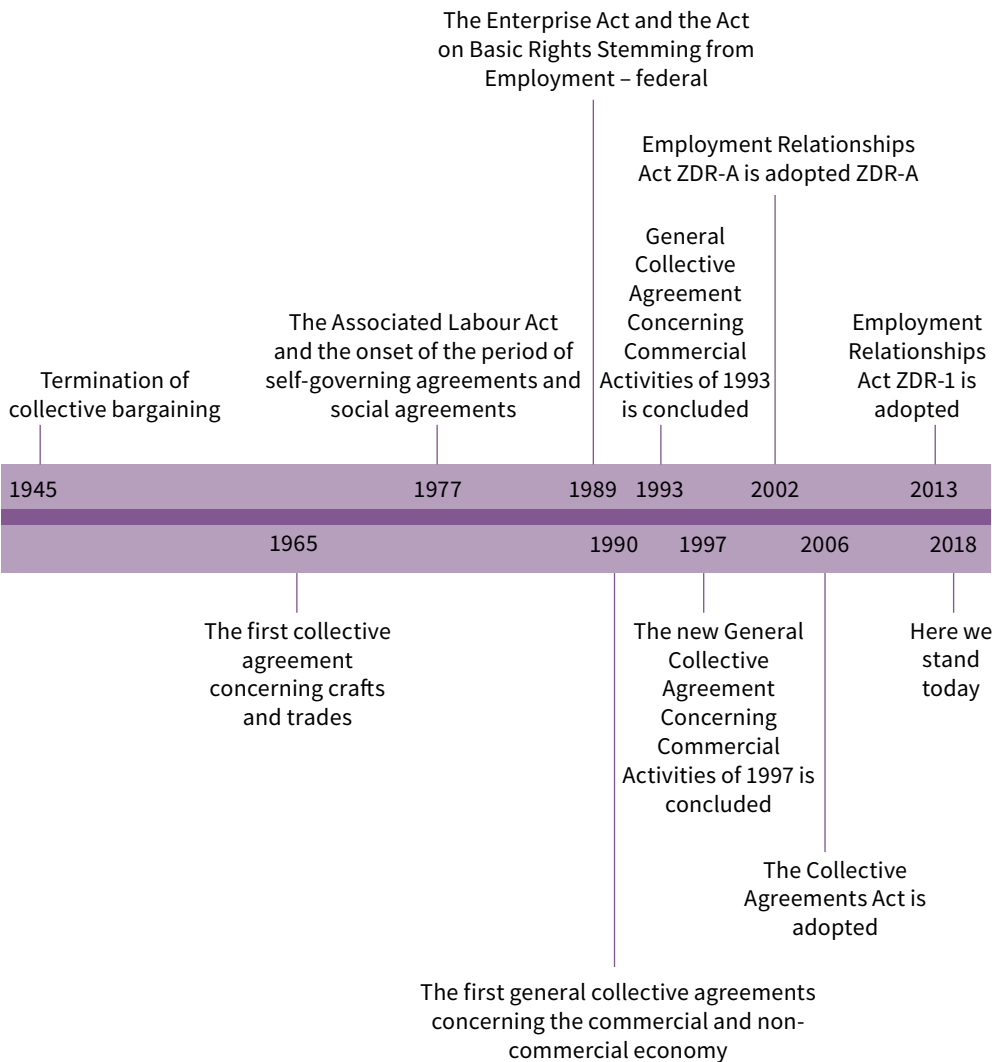 The Enterprise Act and the Act
on Basic Rights Stemming from
Employment – federal
Employment Relationships
Act ZDR-A is adopted ZDR-A
General
Collective
Agreement
Concerning
Commercial
Activities of 1993
is concluded
The Associated Labour Act
and the onset of the period of
self-governing agreements and
social agreements
Employment
Relationships
Act ZDR-1 is
adopted
Termination of
collective bargaining
1945
1977
1989
1993
2002
2013
1965
1990
1997
2006
2018
The first collective
agreement
concerning crafts
and trades
The new General
Collective
Agreement
Concerning
Commercial
Activities of 1997 is
concluded
Here we
stand
today
The Collective
Agreements Act is
adopted
The first general collective agreements
concerning the commercial and non-
commercial economy